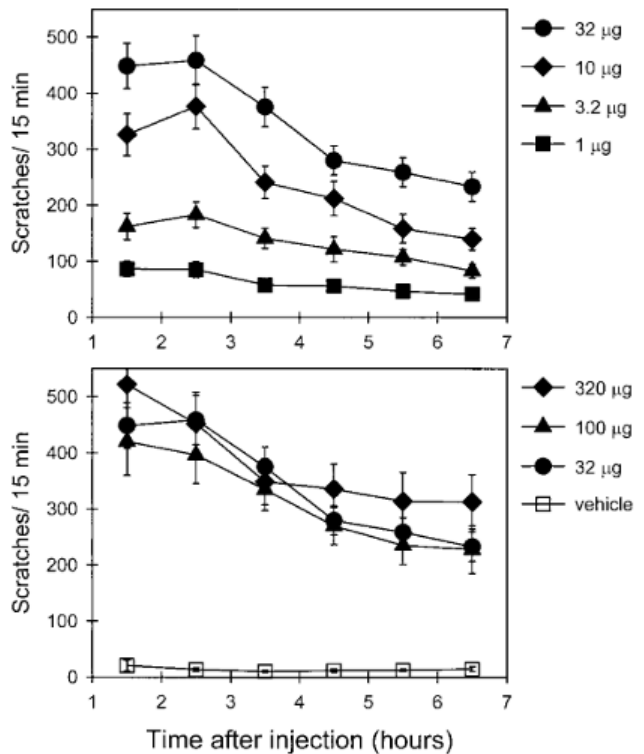 500
400
300
200
100
0
Scratches/ 15 min
1 2 3 4 5 6 7
32 µg
10 µg
3.2 µg
1 µg
500
400
300
200
100
0
Scratches/ 15 min
1 2 3 4 5 6 7
320 µg
100 µg
32 µg
vehicle
Time after injection (hours)